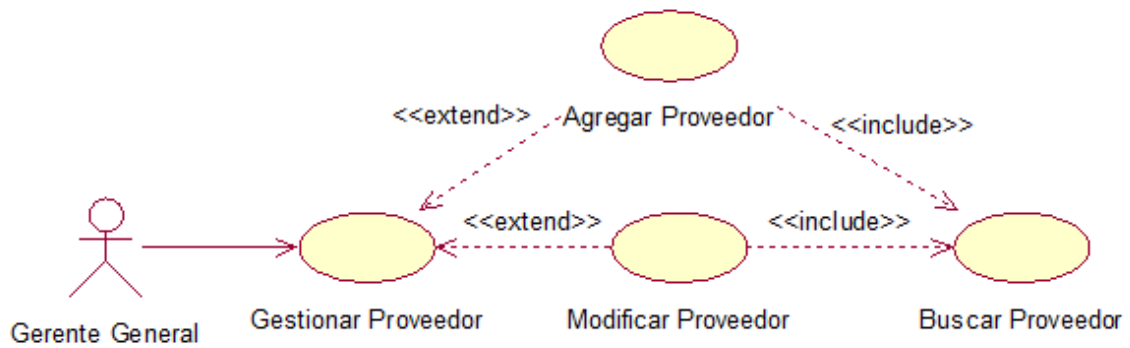 <<extend>>
Agregar Proveedor
<<include>>
<<extend>>
<<include>>
Gerente General
Gestionar Proveedor
Modificar Proveedor
Buscar Proveedor